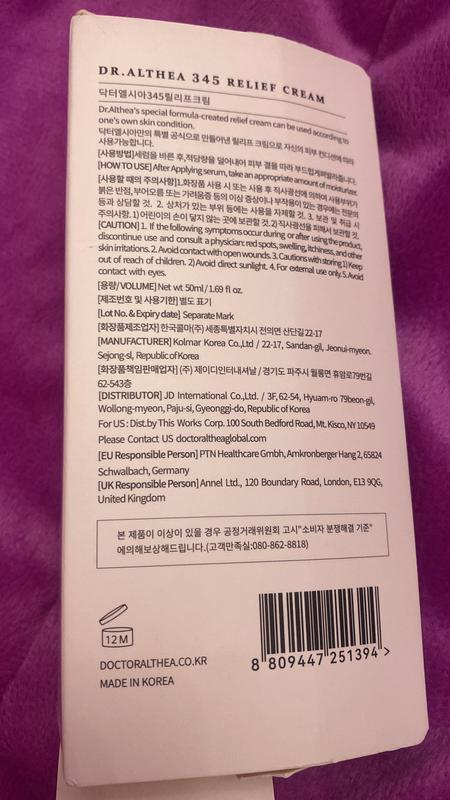 DR.ALTHEA 345 RELIEF CREAM
닥터엘시아345릴리프크림
Dr.Althea's special formula-created relief cream can be used according to
one's own skin condition.
닥터엘시아만의 특별 공식으로 만들어낸 릴리프 크림으로 자신의 피부 컨디션에 따라
사용가능합니다.
[사용방법]세럼을 바른 후,적당량을 덜어내어 피부 결을 따라 부드럽게펴발라줍니다.
[HOW TO USE] After Applying serum, take an appropriate amount of moisturizer.
[사용할 때의 주의사항]1.화장품 사용 시 또는 사용 후 직사광선에 의하여 사용부위가
붉은 반점,부어오름 또는 가려움증 등의 이상 증상이나 부작용이 있는 경우에는 전문의
등과 상담할 것. 2. 상처가 있는 부위 등에는 사용을 자제할 것. 3. 보관 및 취급 시
주의사항. 1) 어린이의 손이 닿지 않는 곳에 보관할 것. 2) 직사광선을 피해서 보관할 것.
[CAUTION] 1. If the following symptoms occur during or after using the product,
discontinue use and consult a physician: red spots, swelling, itchiness, and other
skin irritations. 2. Avoid contact with open wounds. 3. Cautions with storing 1) Keep
out of reach of children. 2) Avoid direct sunlight. 4. For external use only. 5. Avoid
contact with eyes.
[용량/VOLUME] Net wt 50ml / 1.69 fl oz.
[제조번호 및 사용기한] 별도 표기
[Lot No. & Expiry date] Separate Mark
[화장품제조업자] 한국콜마(주) 세종특별자치시 전의면 산단길 22-17
[MANUFACTURER] Kolmar Korea Co.,Ltd / 22-17, Sandan-gil, Jeonui-myeon.
Sejong-si, Republic of Korea
[화장품책임판매업자] (주) 제이디인터내셔날 / 경기도 파주시 월롱면 휴암로79번길
62-543층
[DISTRIBUTOR] JD International Co.,Ltd. / 3F, 62-54, Hyuam-ro 79beon-gil,
Wollong-myeon, Paju-si, Gyeonggi-do, Republic of Korea
For US : Dist.by This Works Corp. 100 South Bedford Road, Mt. Kisco, NY 10549
Please Contact US doctoraltheaglobal.com
[EU Responsible Person] PTN Healthcare Gmbh, Amkronberger Hang 2, 65824
Schwalbach, Germany
[UK Responsible Person] Annel Ltd., 120 Boundary Road, London, E13 9QG,
United Kingdom
본 제품이 이상이 있을 경우 공정거래위원회 고시"소비자 분쟁해결 기준"
에의해보상해드립니다.(고객만족실:080-862-8818)
12 M
DOCTORALTHEA.CO.KR
MADE IN KOREA
8 809447 251394 >